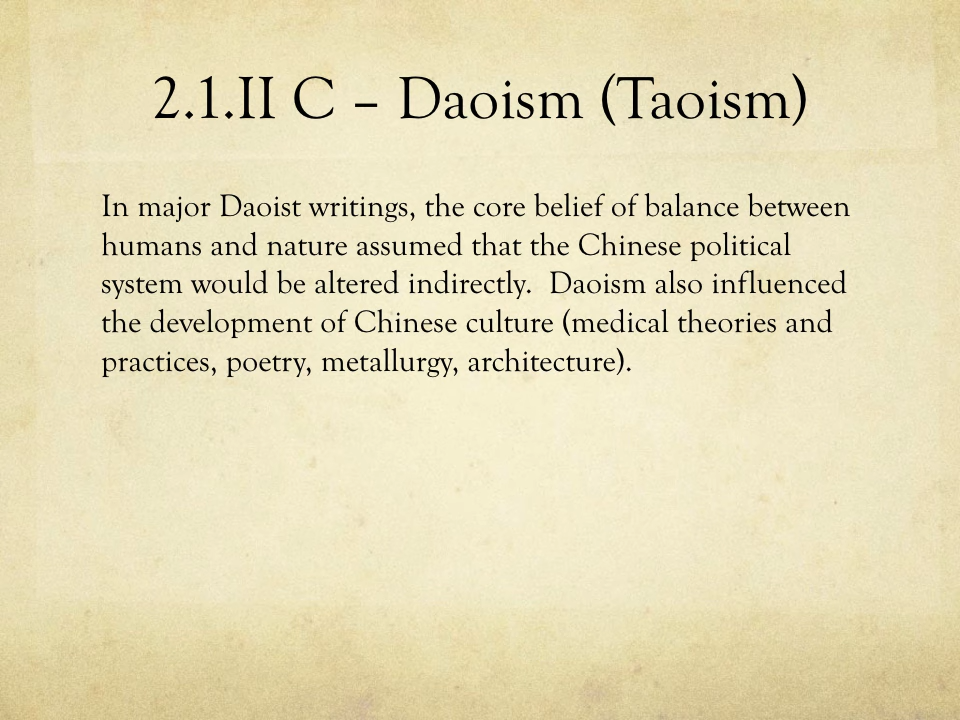 2.1.II C – Daoism (Taoism)
In major Daoist writings, the core belief of balance between
humans and nature assumed that the Chinese political
system would be altered indirectly.  Daoism also influenced
the development of Chinese culture (medical theories and
practices, poetry, metallurgy, architecture).